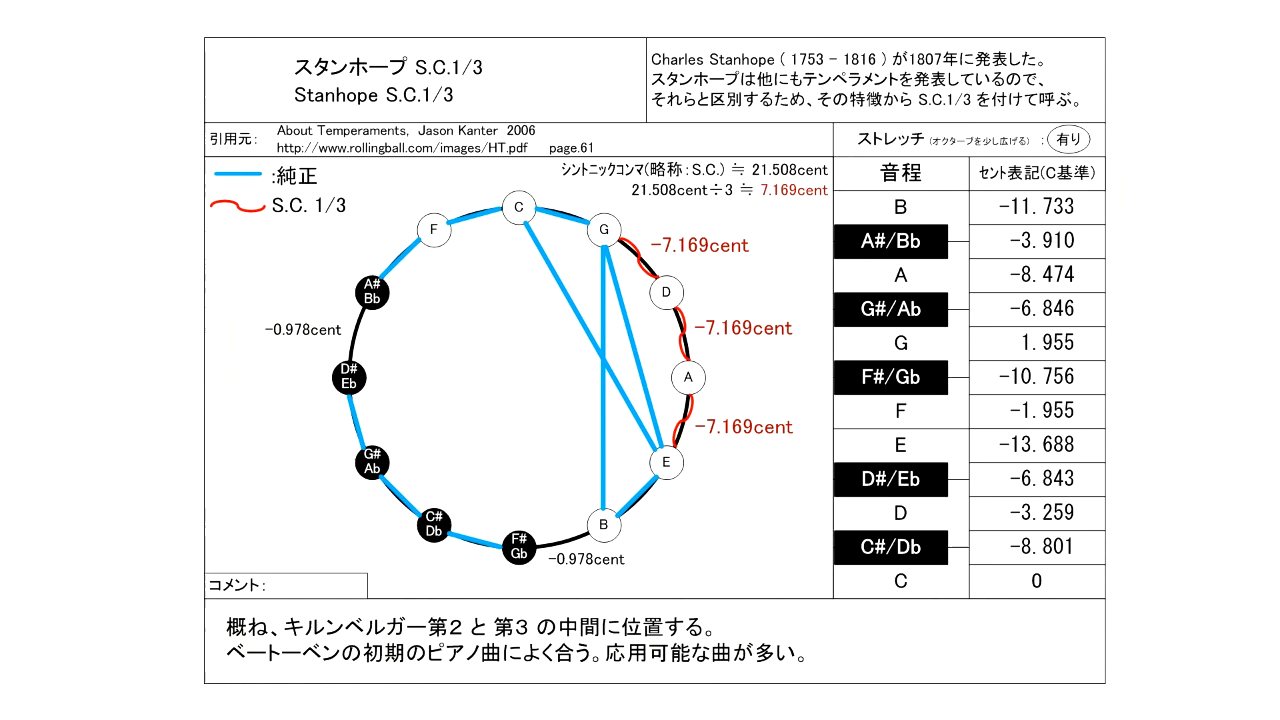 スタンホープ S.C.1/3
Stanhope S.C.1/3
Charles Stanhope ( 1753 - 1816 ) が1807年に発表した。
スタンホープは他にもテンペラメントを発表しているので、
それらと区別するため、その特徴から S.C.1/3 を付けて呼ぶ。
引用元:
About Temperaments, Jason Kanter 2006
http://www.rollingball.com/images/HT.pdf page.61
ストレッチ (オクターブを少し広げる) : 有り
:純正
S.C. 1/3
シントニックコンマ(略称:S.C.) ≒ 21.508cent
21.508cent÷3 ≒ 7.169cent
C
G
D
A
E
B
F#
Gb
C#
Db
G#
Ab
D#
Eb
A#
Bb
F
-7.169cent
-7.169cent
-7.169cent
-0.978cent
-0.978cent
音程 セント表記(C基準)
B -11.733
A#/Bb -3.910
A -8.474
G#/Ab -6.846
G 1.955
F#/Gb -10.756
F -1.955
E -13.688
D#/Eb -6.843
D -3.259
C#/Db -8.801
C 0
コメント:
概ね、キルンベルガー第2 と 第3 の中間に位置する。
ベートーベンの初期のピアノ曲によく合う。応用可能な曲が多い。